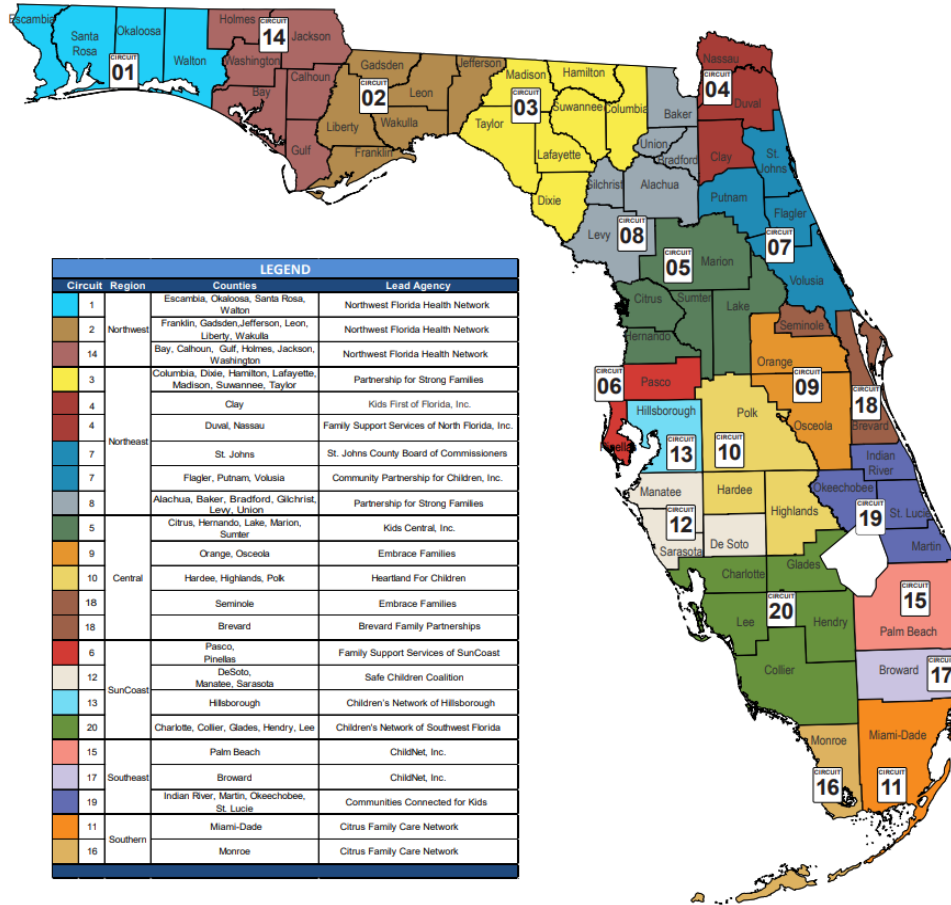 Escambia
Santa
Rosa
Okaloosa
Walton
CIRCUIT
01
Holmes
CIRCUIT
14
Jackson
Washington
Calhoun
Bay
Gulf
Gadsden
CIRCUIT
02
Jefferson
Leon
Liberty
Wakulla
Franklin
Madison
Hamilton
CIRCUIT
03
Suwannee
Columbia
Taylor
Lafayette
Dixie
Nassau
CIRCUIT
04
Duval
Clay
Baker
Union
Bradford
Gilchrist
Alachua
Levy
CIRCUIT
08
St.
Johns
Putnam
Flagler
CIRCUIT
07
Volusia
CIRCUIT
05
Marion
Citrus
Sumter
Lake
Hernando
Seminole
Orange
CIRCUIT
09
Osceola
CIRCUIT
18
Brevard
CIRCUIT
06
Pasco
Pinellas
Hillsborough
CIRCUIT
13
Polk
CIRCUIT
10
Hardee
Highlands
Indian
River
Okeechobee
St. Lucie
CIRCUIT
19
Martin
Manatee
CIRCUIT
12
Sarasota
De Soto
Charlotte
Glades
CIRCUIT
20
Lee
Hendry
Collier
CIRCUIT
15
Palm Beach
Broward
CIRCUIT
17
Monroe
CIRCUIT
16
Miami-Dade
CIRCUIT
11
LEGEND
Circuit Region Counties Lead Agency
1 Escambia, Okaloosa, Santa Rosa,
Walton Northwest Florida Health Network
Northwest
2 Franklin, Gadsden,Jefferson, Leon,
Liberty, Wakulla Northwest Florida Health Network
14 Bay, Calhoun, Gulf, Holmes, Jackson,
Washington Northwest Florida Health Network
3 Columbia, Dixie, Hamilton, Lafayette,
Madison, Suwannee, Taylor Partnership for Strong Families
4 Clay Kids First of Florida, Inc.
4 Duval, Nassau Family Support Services of North Florida, Inc.
Northeast
7 St. Johns St. Johns County Board of Commissioners
7 Flagler, Putnam, Volusia Community Partnership for Children, Inc.
8 Alachua, Baker, Bradford, Gilchrist,
Levy, Union Partnership for Strong Families
5 Citrus, Hernando, Lake, Marion,
Sumter Kids Central, Inc.
9 Orange, Osceola Embrace Families
Central
10 Hardee, Highlands, Polk Heartland For Children
18 Seminole Embrace Families
18 Brevard Brevard Family Partnerships
6 Pasco,
Pinellas Family Support Services of SunCoast
12 DeSoto,
Manatee, Sarasota Safe Children Coalition
SunCoast
13 Hillsborough Children's Network of Hillsborough
20 Charlotte, Collier, Glades, Hendry, Lee Children's Network of Southwest Florida
15 Palm Beach ChildNet, Inc.
Southeast
17 Broward ChildNet, Inc.
19 Indian River, Martin, Okeechobee,
St. Lucie Communities Connected for Kids
11 Miami-Dade Citrus Family Care Network
Southern
16 Monroe Citrus Family Care Network